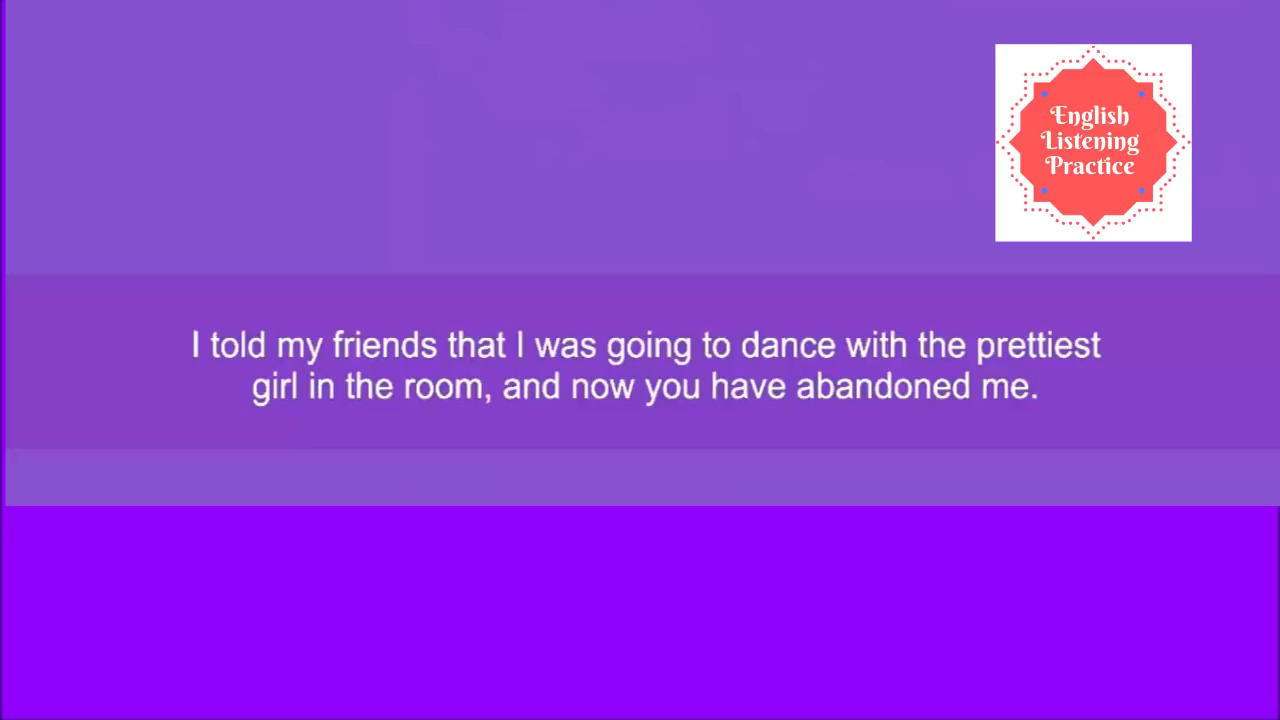 English
Listening
Practice
I told my friends that I was going to dance with the prettiest
girl in the room, and now you have abandoned me.